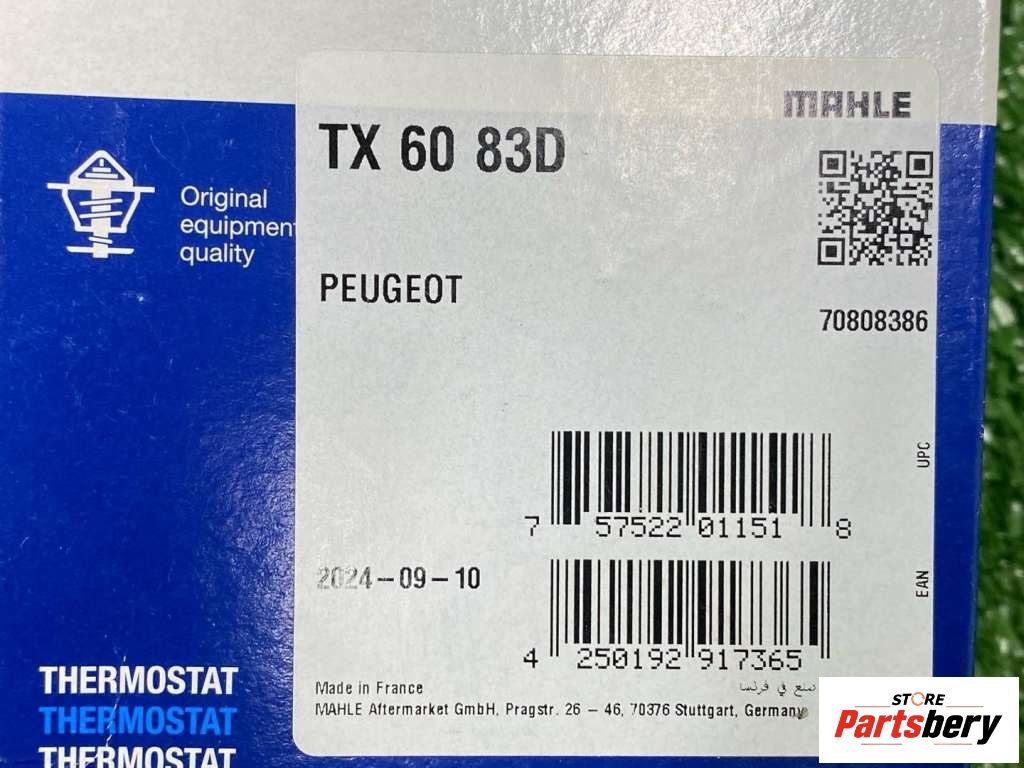 MAHLE
TX 60 83D
Original
equipment
quality
PEUGEOT
70808386
UPC
7 57522 01151 8
2024-09-10
EAN
4 250192 917365
Made in France
صنع في فرنسا
MAHLE Aftermarket GmbH, Pragstr. 26 – 46, 70376 Stuttgart, Germany
THERMOSTAT
THERMOSTAT
THERMOSTAT
STORE
Partsbery